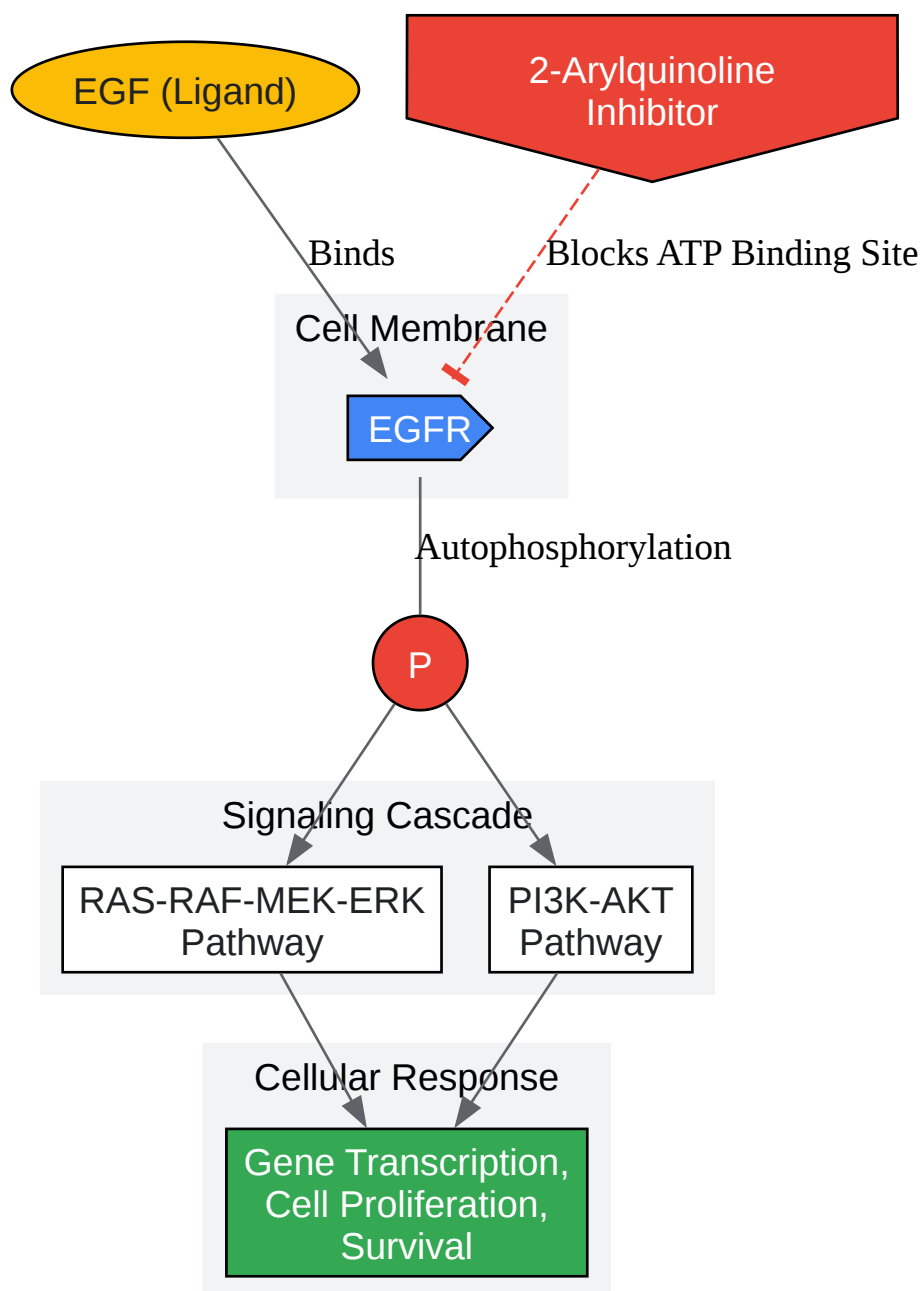 EGF (Ligand)
2-Arylquinoline
Inhibitor
Binds
Blocks ATP Binding Site
Cell Membrane
EGFR
Autophosphorylation
P
Signaling Cascade
RAS-RAF-MEK-ERK
Pathway
PI3K-AKT
Pathway
Cellular Response
Gene Transcription,
Cell Proliferation,
Survival